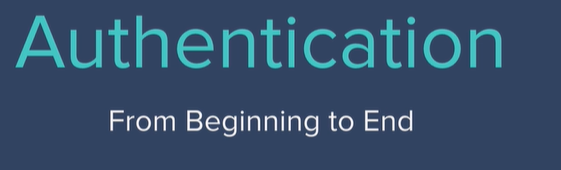 Authentication
From Beginning to End